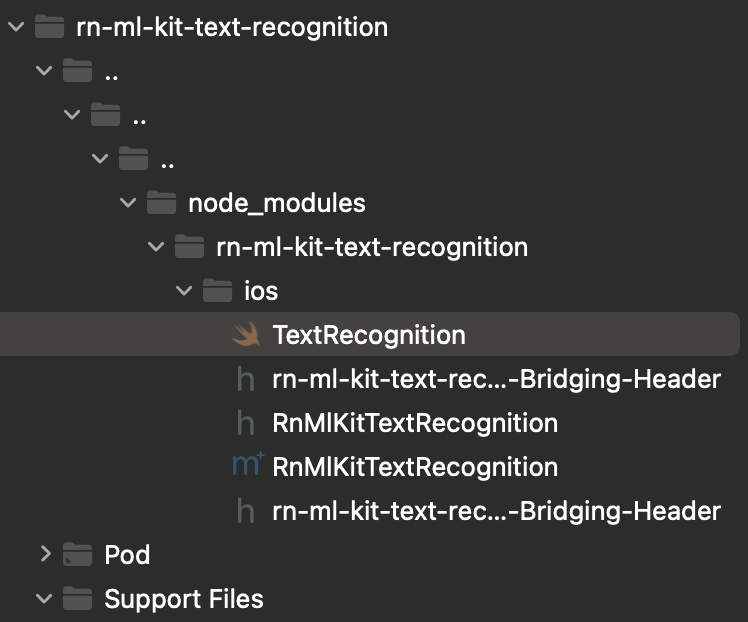 rn-ml-kit-text-recognition
..
..
..
node_modules
rn-ml-kit-text-recognition
ios
TextRecognition
h rn-ml-kit-text-rec...-Bridging-Header
h RnMlKitTextRecognition
m+ RnMlKitTextRecognition
h rn-ml-kit-text-rec...-Bridging-Header
Pod
Support Files